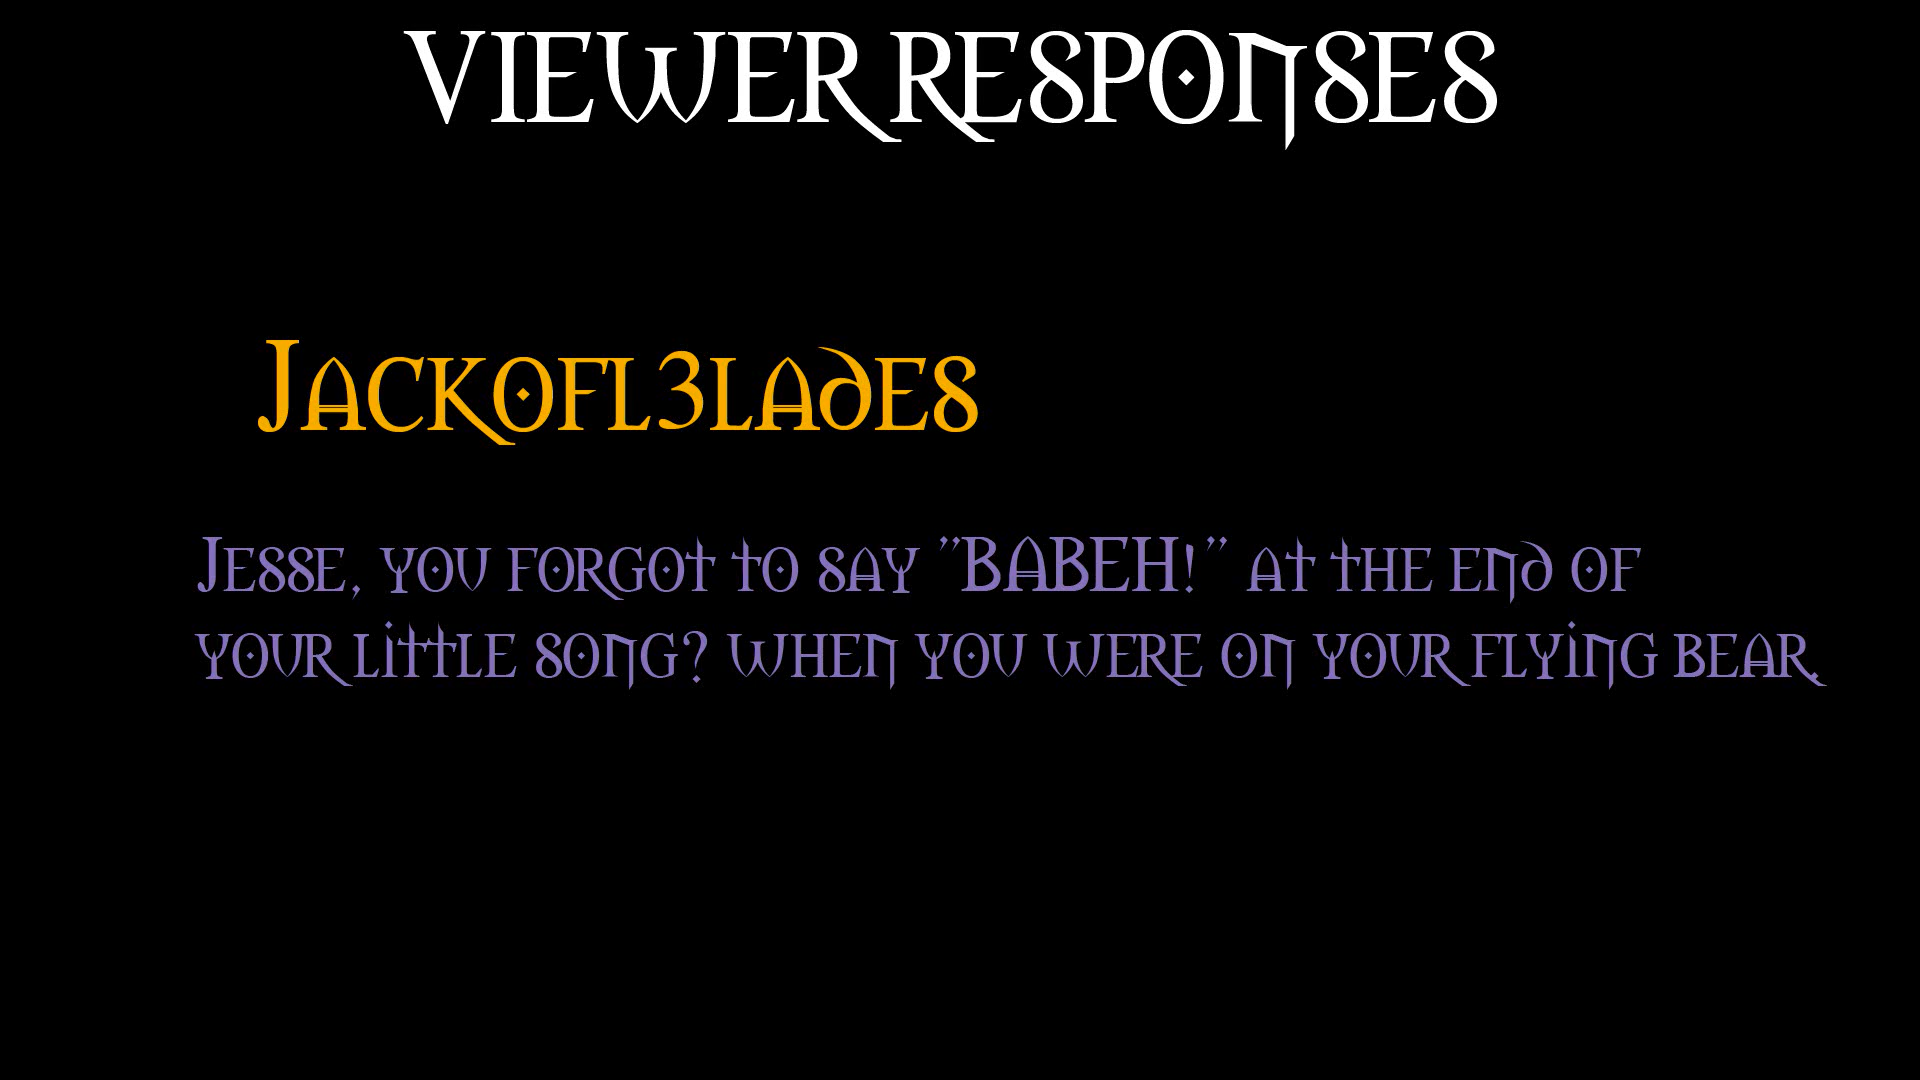 VIEWER RESPONSES
Jackofl3lades
Jesse, you forgot to say "BABEH!" at the end of
your little song? When you were on your flying bear.